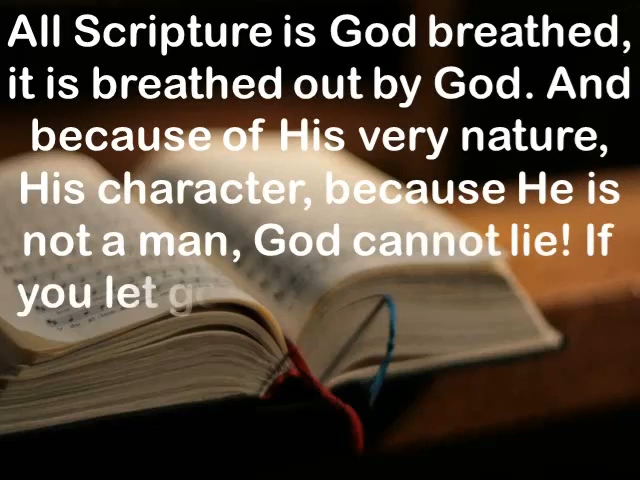 All Scripture is God breathed,
it is breathed out by God. And
because of His very nature,
His character, because He is
not a man, God cannot lie! If
you let